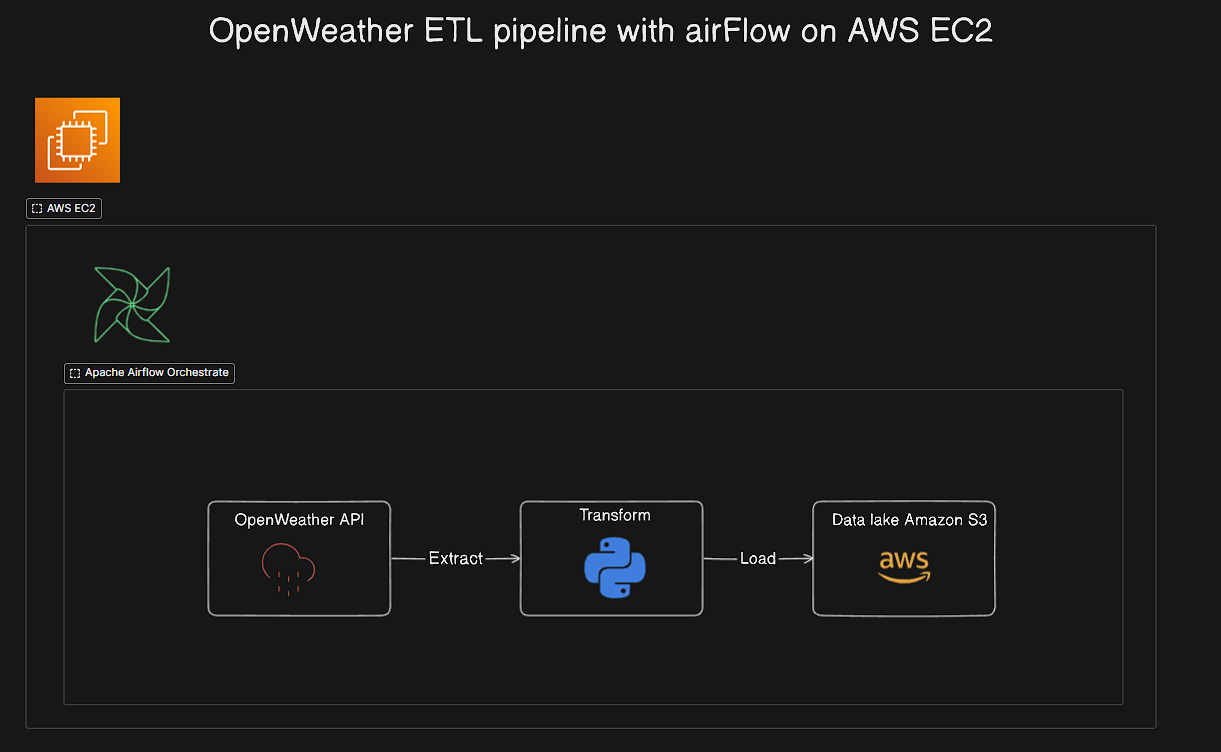 OpenWeather ETL pipeline with airFlow on AWS EC2
AWS EC2
Apache Airflow Orchestrate
OpenWeather API
Extract
Transform
Load
Data lake Amazon S3
aws